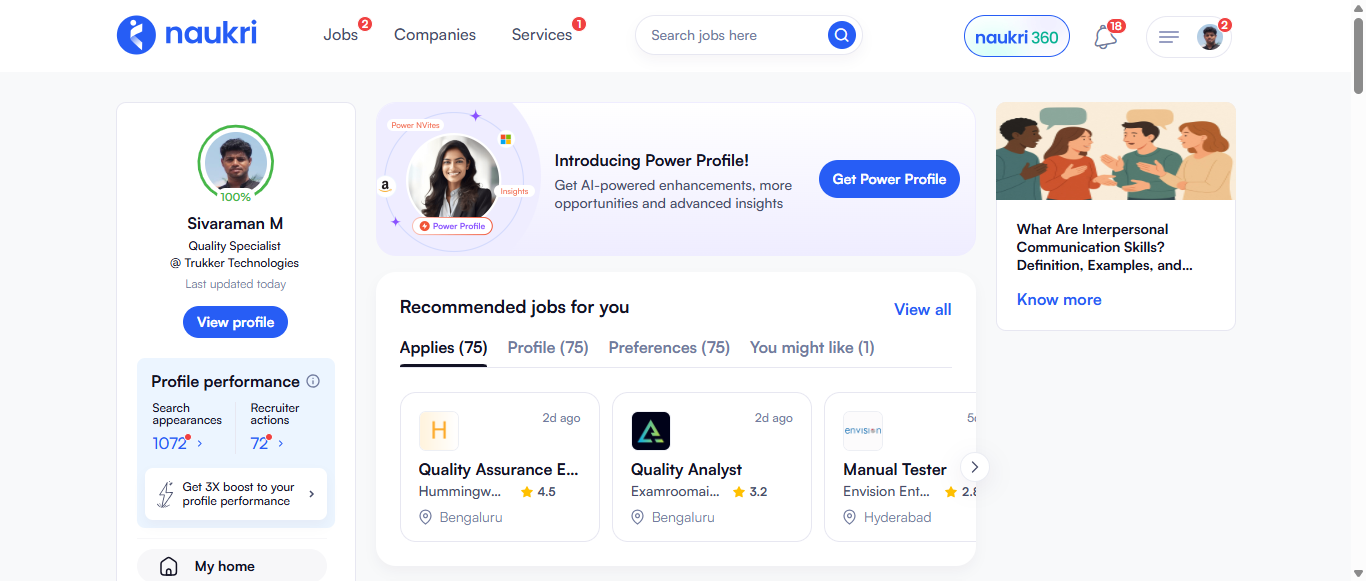 naukri
Jobs
2
Companies
Services
1
Search jobs here
naukri 360
18
2
100%
Sivaraman M
Quality Specialist
@ Trukker Technologies
Last updated today
View profile
Profile performance
Search
appearances
1072
Recruiter
actions
72
Get 3X boost to your
profile performance
My home
Power NVites
a
Insights
Power Profile
Introducing Power Profile!
Get AI-powered enhancements, more
opportunities and advanced insights
Get Power Profile
Recommended jobs for you
View all
Applies (75)
Profile (75)
Preferences (75)
You might like (1)
H
2d ago
Quality Assurance E...
Hummingw...
4.5
Bengaluru
2d ago
Quality Analyst
Examroomai...
3.2
Bengaluru
envision
5d
Manual Tester
Envision Ent...
2.8
Hyderabad
What Are Interpersonal
Communication Skills?
Definition, Examples, and...
Know more